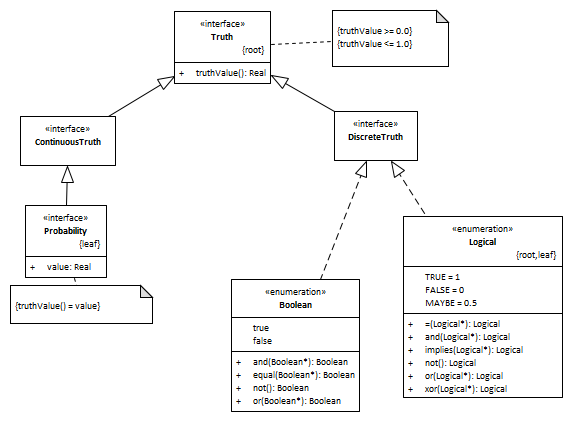 «interface»
Truth
{root}
+ truthValue(): Real
{truthValue >= 0.0}
{truthValue <= 1.0}
«interface»
ContinuousTruth
«interface»
DiscreteTruth
«interface»
Probability
{leaf}
+ value: Real
{truthValue() = value}
«enumeration»
Boolean
true
false
+ and(Boolean*): Boolean
+ equal(Boolean*): Boolean
+ not(): Boolean
+ or(Boolean*): Boolean
«enumeration»
Logical
{root,leaf}
TRUE = 1
FALSE = 0
MAYBE = 0.5
+ =(Logical*): Logical
+ and(Logical*): Logical
+ implies(Logical*): Logical
+ not(): Logical
+ or(Logical*): Logical
+ xor(Logical*): Logical